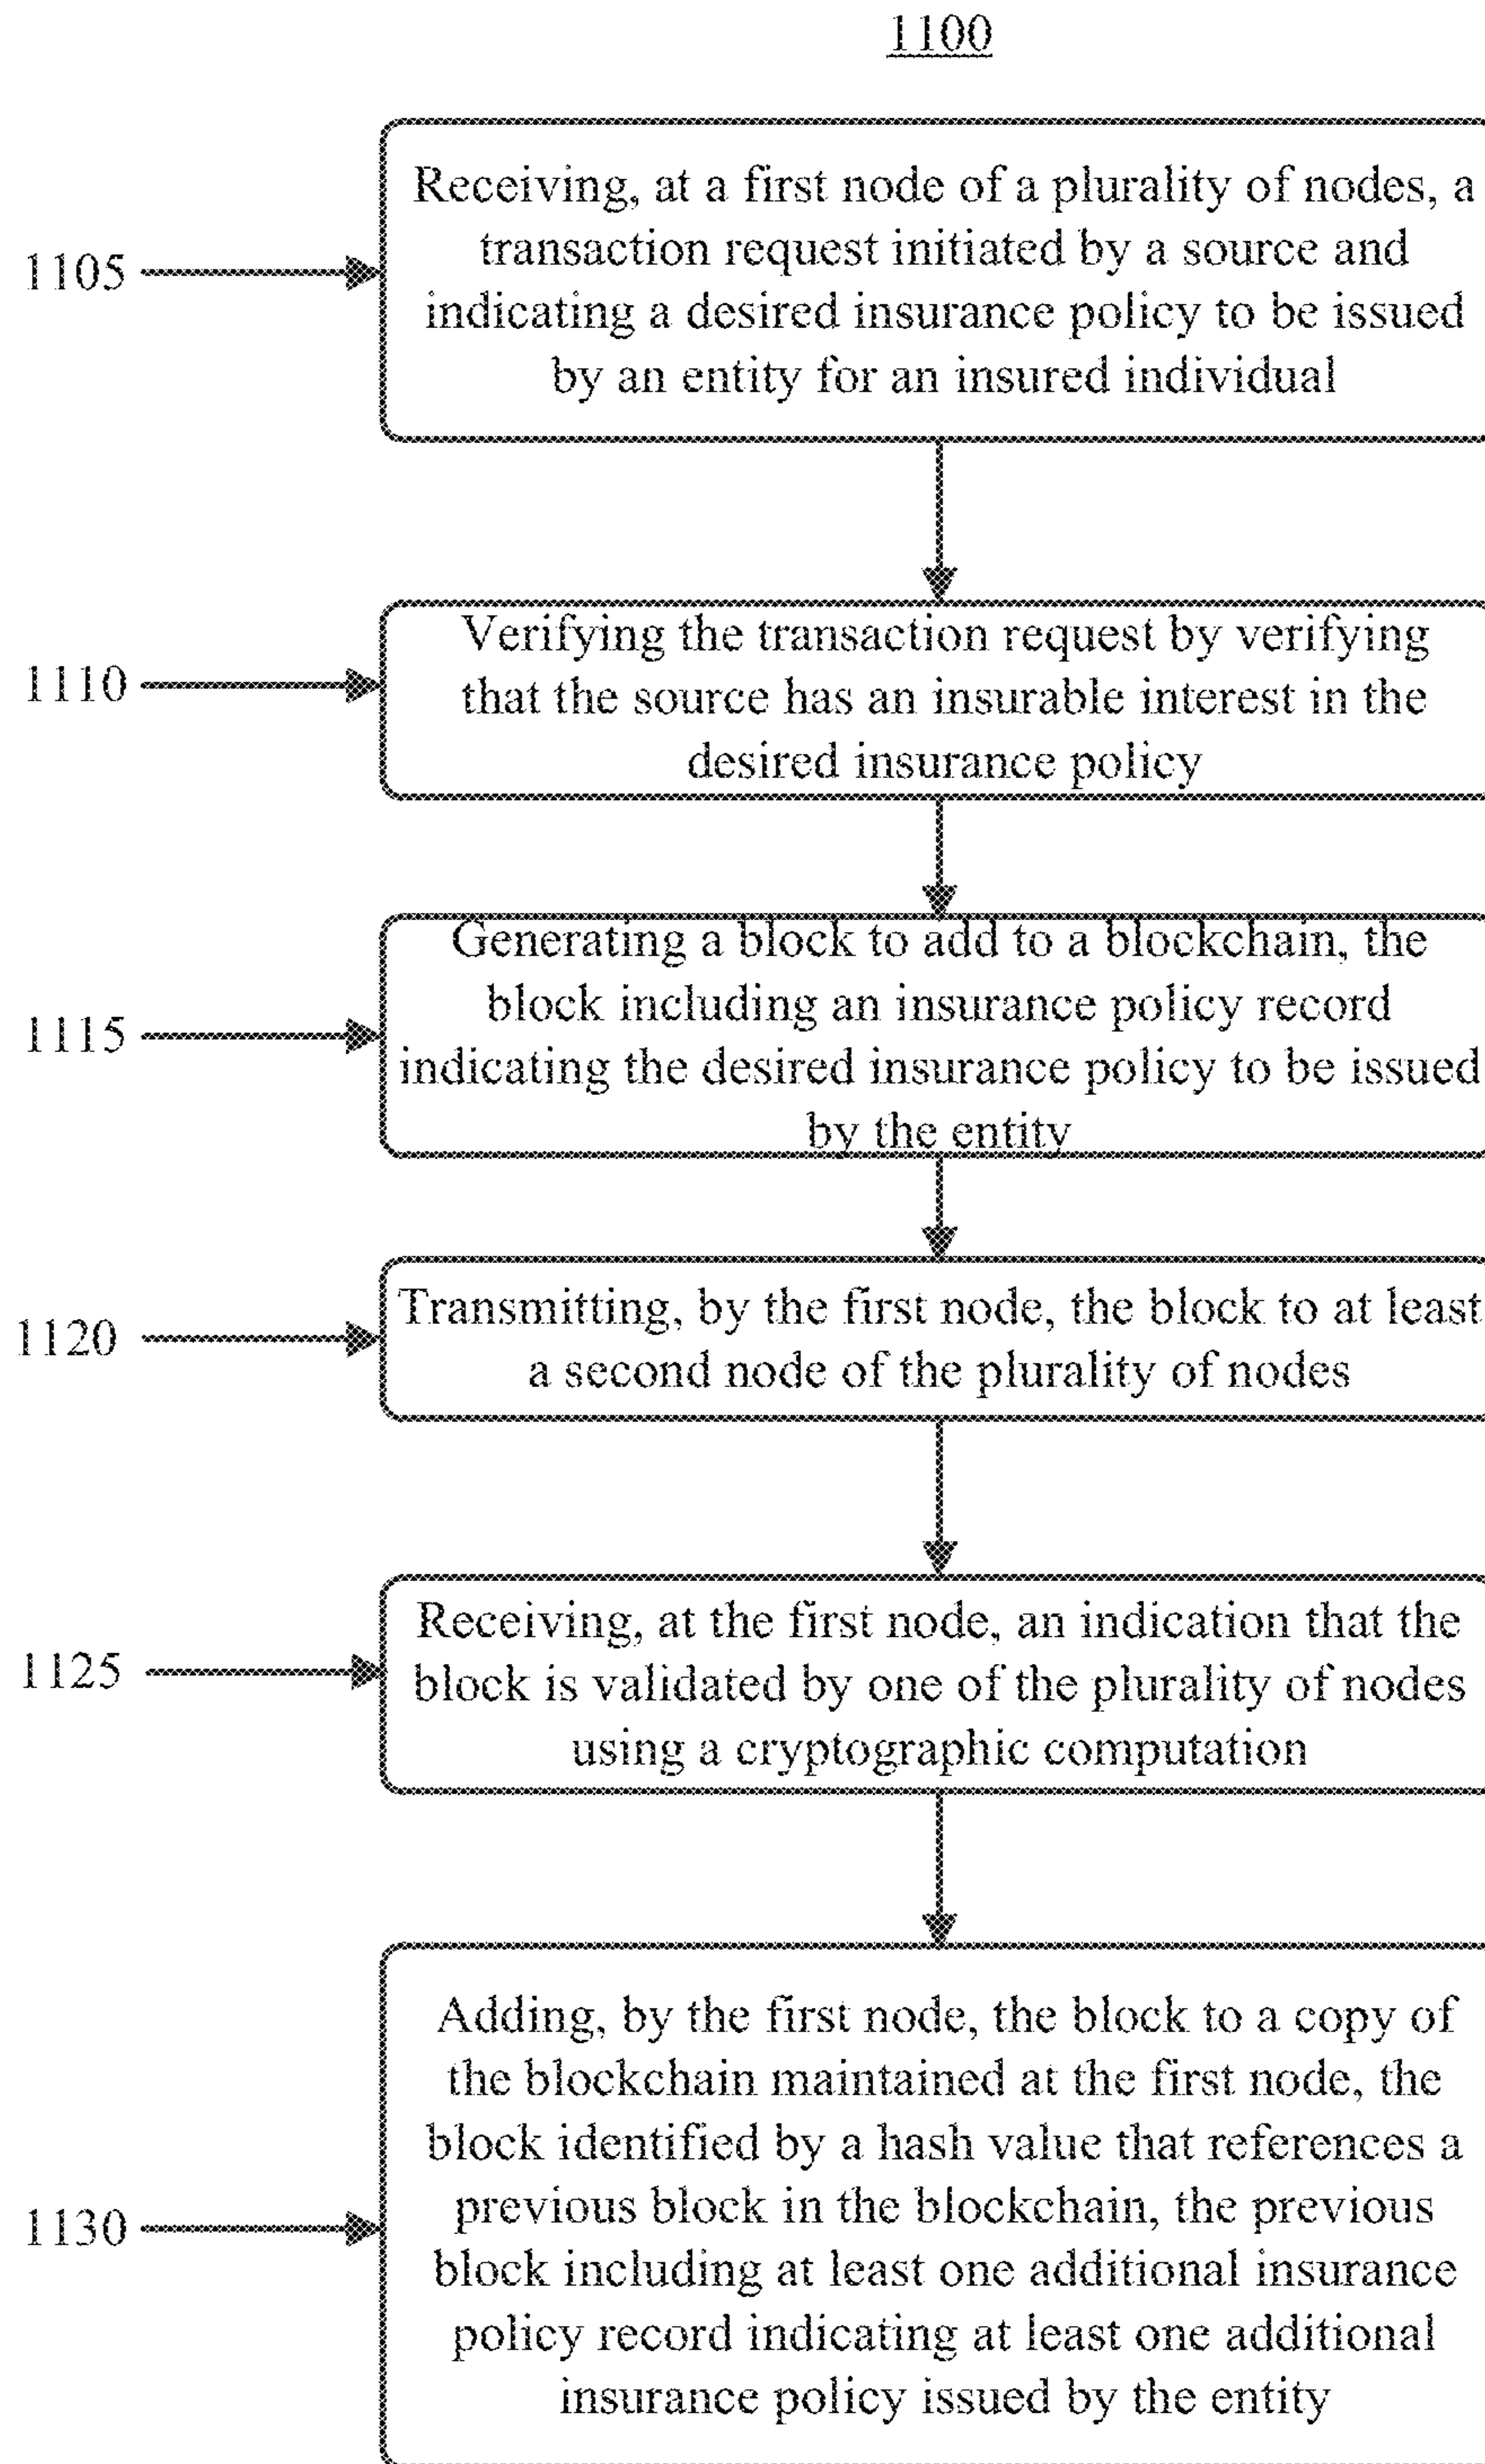 1100
1105
Receiving, at a first node of a plurality of nodes, a
transaction request initiated by a source and
indicating a desired insurance policy to be issued
by an entity for an insured individual
1110
Verifying the transaction request by verifying
that the source has an insurable interest in the
desired insurance policy
1115
Generating a block to add to a blockchain, the
block including an insurance policy record
indicating the desired insurance policy to be issued
by the entity
1120
Transmitting, by the first node, the block to at least
a second node of the plurality of nodes
1125
Receiving, at the first node, an indication that the
block is validated by one of the plurality of nodes
using a cryptographic computation
1130
Adding, by the first node, the block to a copy of
the blockchain maintained at the first node, the
block identified by a hash value that references a
previous block in the blockchain, the previous
block including at least one additional insurance
policy record indicating at least one additional
insurance policy issued by the entity